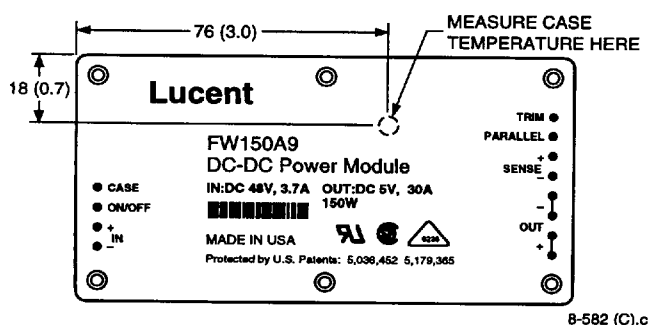 76 (3.0)
MEASURE CASE
TEMPERATURE HERE
18 (0.7)
Lucent
TRIM
PARALLEL
+
SENSE
–
FW150A9
DC-DC Power Module
IN:DC 48V, 3.7A OUT:DC 5V, 30A
150W
CASE
ON/OFF
+
IN
–
–
OUT
+
MADE IN USA
Protected by U.S. Patents: 5,036,452 5,179,365
8-582 (C).c